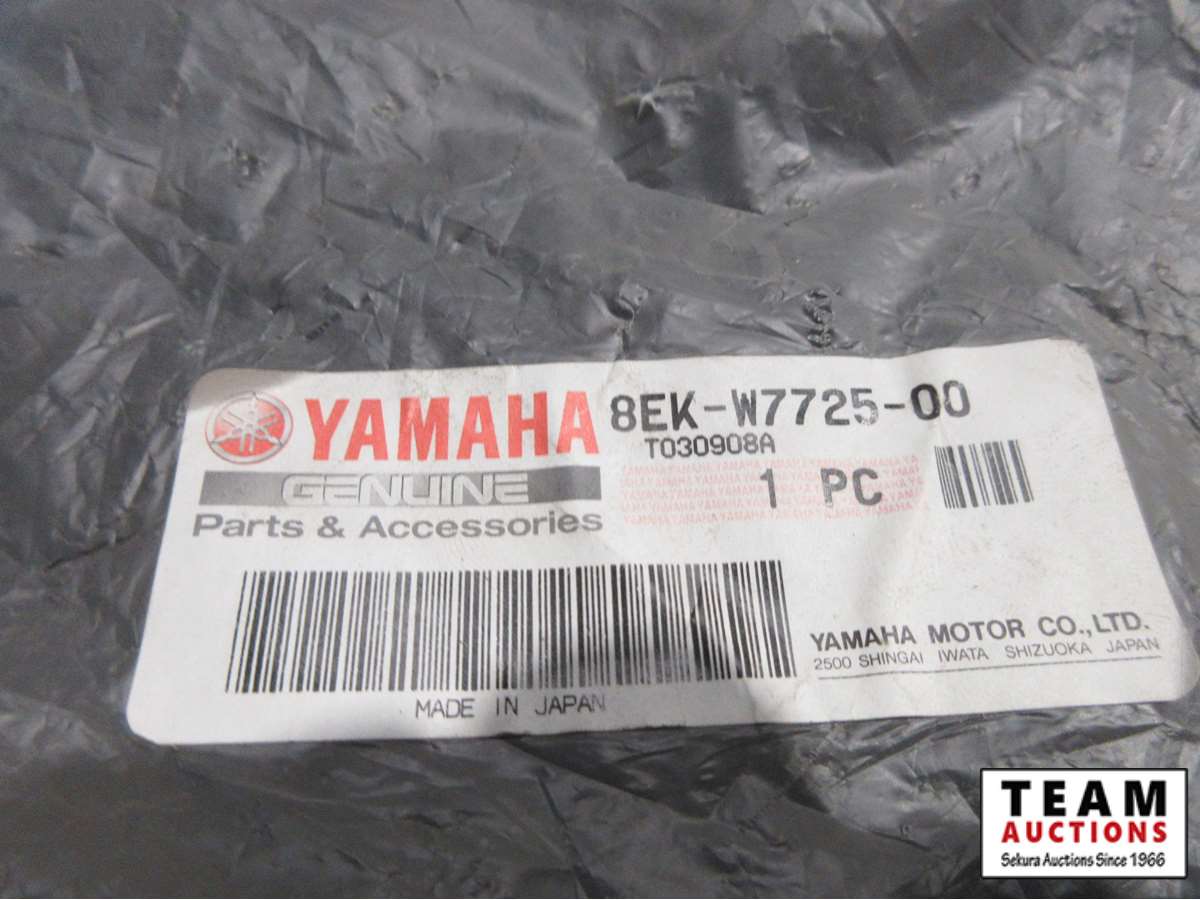 YAMAHA
8EK-W7725-00
T030908A
GENUINE
1 PC
Parts & Accessories
YAMAHA MOTOR CO.,LTD.
2500 SHINGAI IWATA SHIZUOKA JAPAN
MADE IN JAPAN
TEAM
AUCTIONS
Sekura Auctions Since 1966